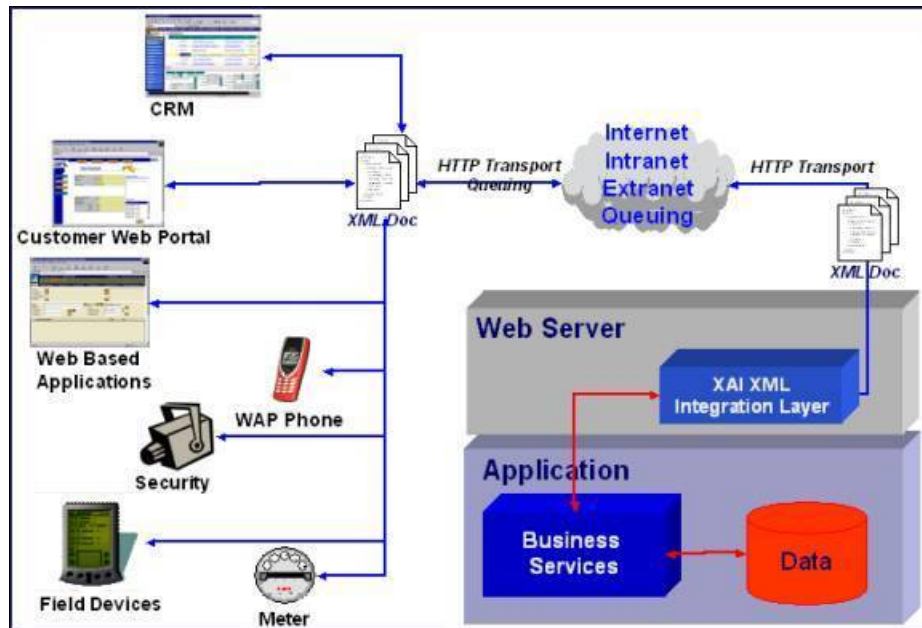 CRM
Customer Web Portal
Web Based
Applications
WAP Phone
Security
Field Devices
Meter
XML Doc
HTTP Transport
Queuing
Internet
Intranet
Extranet
Queuing
HTTP Transport
XML Doc
Web Server
XAI XML
Integration Layer
Application
Business
Services
Data